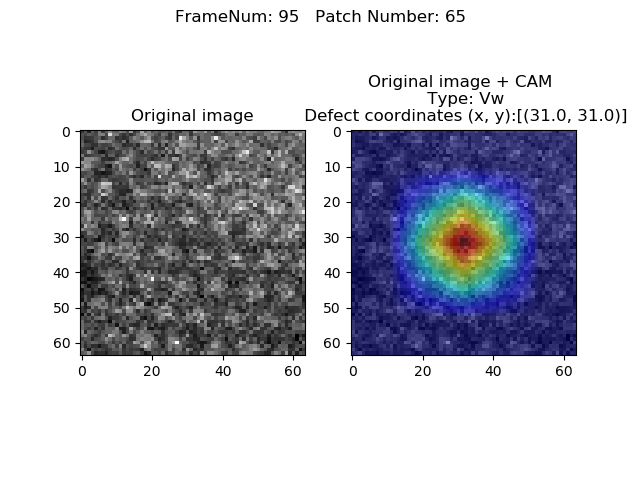 FrameNum: 95   Patch Number: 65
Original image
Original image + CAM
Type: Vw
Defect coordinates (x, y):[(31.0, 31.0)]
0
10
20
30
40
50
60
0 20 40 60
0
10
20
30
40
50
60
0 20 40 60